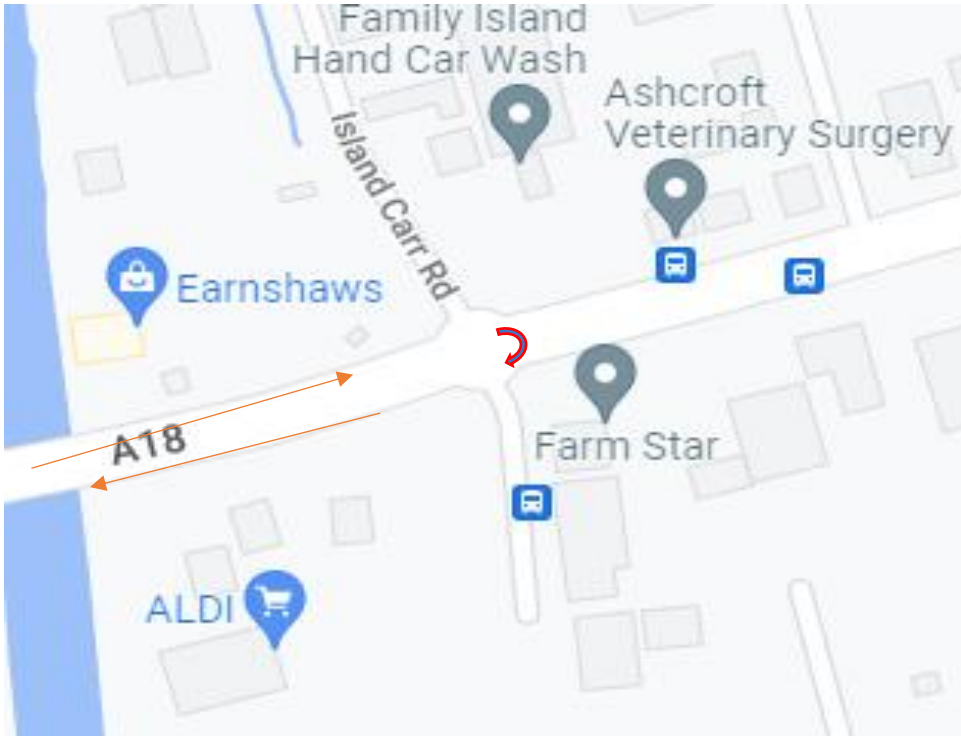 Family Island
Hand Car Wash
Ashcroft
Veterinary Surgery
Island Carr Rd
Earnshaws
A18
Farm Star
ALDI